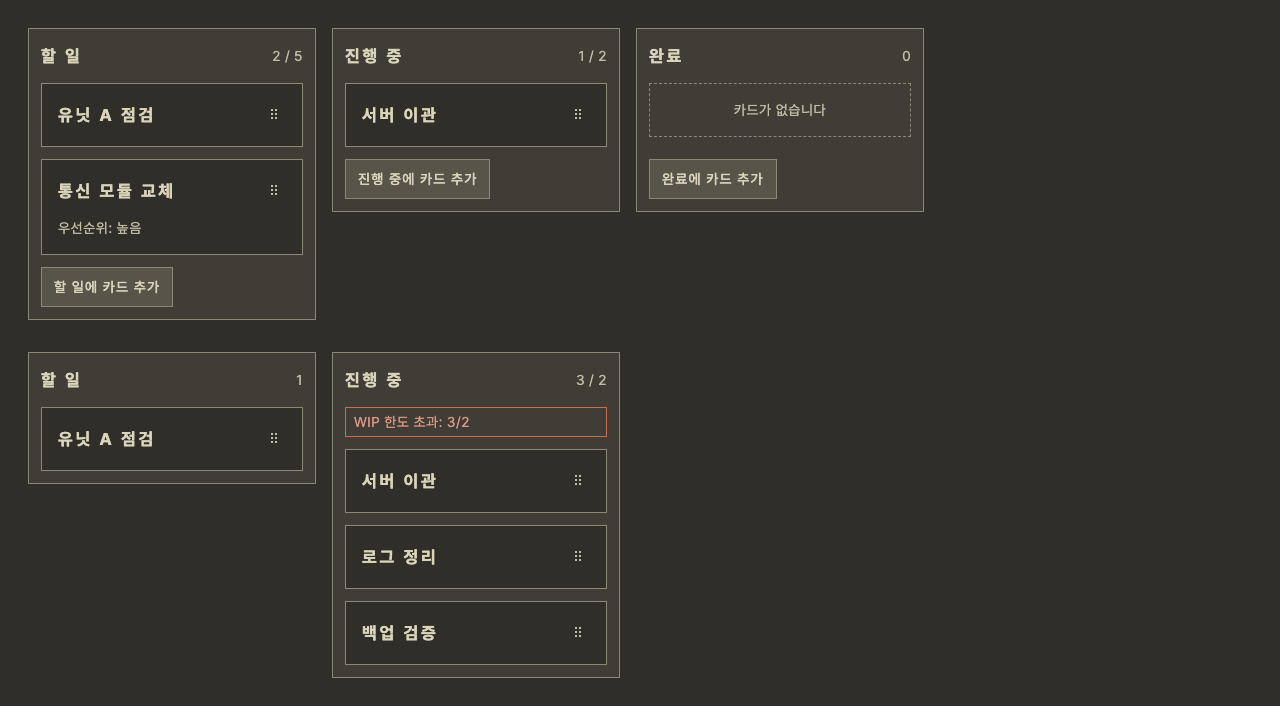 할 일
2 / 5
유닛 A 점검
통신 모듈 교체
우선순위: 높음
할 일에 카드 추가
진행 중
1 / 2
서버 이관
진행 중에 카드 추가
완료
0
카드가 없습니다
완료에 카드 추가
할 일
1
유닛 A 점검
진행 중
3 / 2
WIP 한도 초과: 3/2
서버 이관
로그 정리
백업 검증